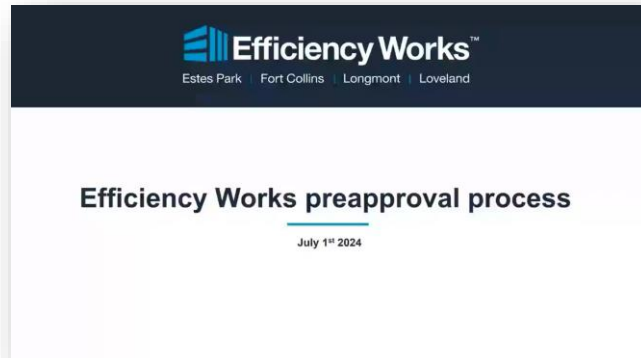 Efficiency Works™
Estes Park | Fort Collins | Longmont | Loveland
Efficiency Works preapproval process
July 1st 2024